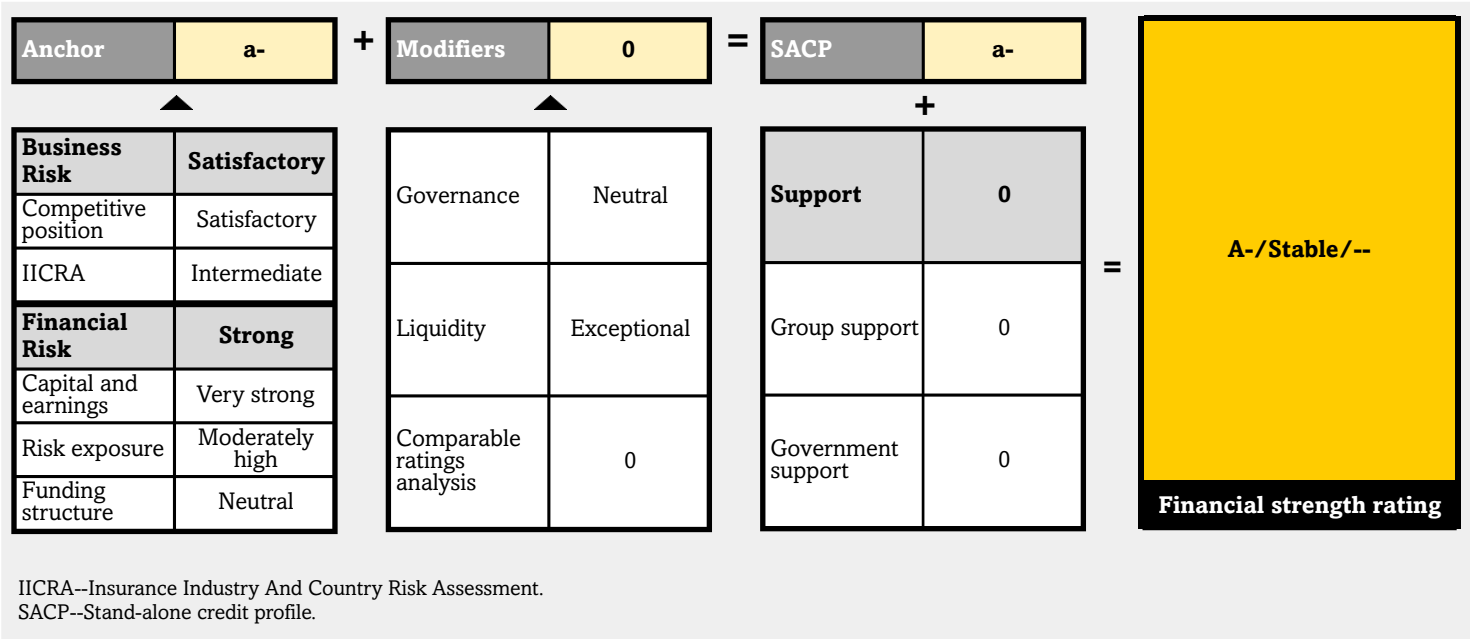 Anchor a- + Modifiers 0 = SACP a-
+
Business
Risk
Satisfactory
Competitive
position
Satisfactory
IICRA Intermediate
Financial
Risk
Strong
Capital and
earnings
Very strong
Risk exposure
Moderately
high
Funding
structure
Neutral
Governance Neutral
Liquidity Exceptional
Comparable
ratings
analysis
0
Support 0
Group support 0
Government
support
0
=
A-/Stable/--
Financial strength rating
IICRA--Insurance Industry And Country Risk Assessment.
SACP--Stand-alone credit profile.